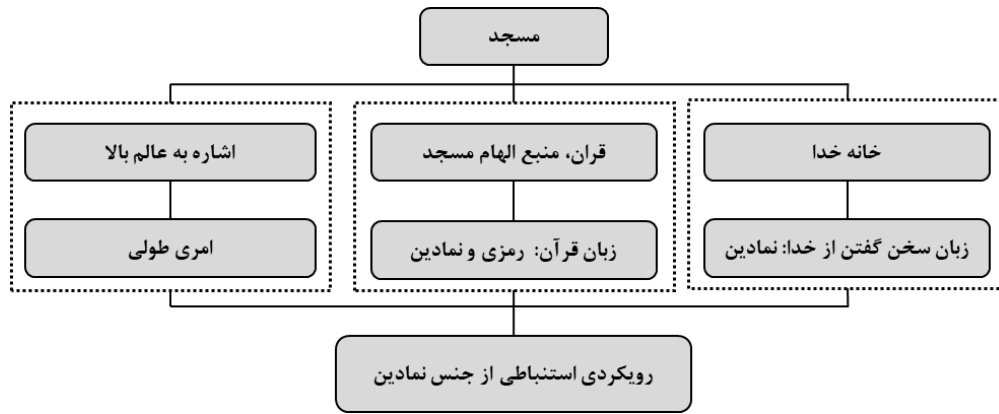 مسجد
خانه خدا
قران، منبع الهام مسجد
اشاره به عالم بالا
زبان سخن گفتن از خدا: نمادین
زبان قرآن: رمزی و نمادین
امری طولی
رویکردی استنباطی از جنس نمادین